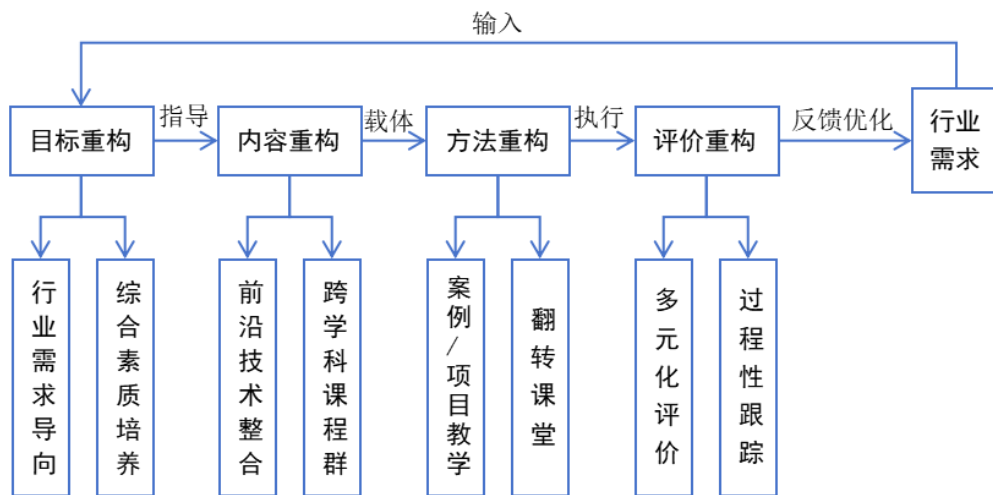 输入
目标重构
指导
内容重构
载体
方法重构
执行
评价重构
反馈优化
行业
需求
行业需求导向
综合素质培养
前沿技术整合
跨学科课程群
案例/项目教学
翻转课堂
多元化评价
过程性跟踪